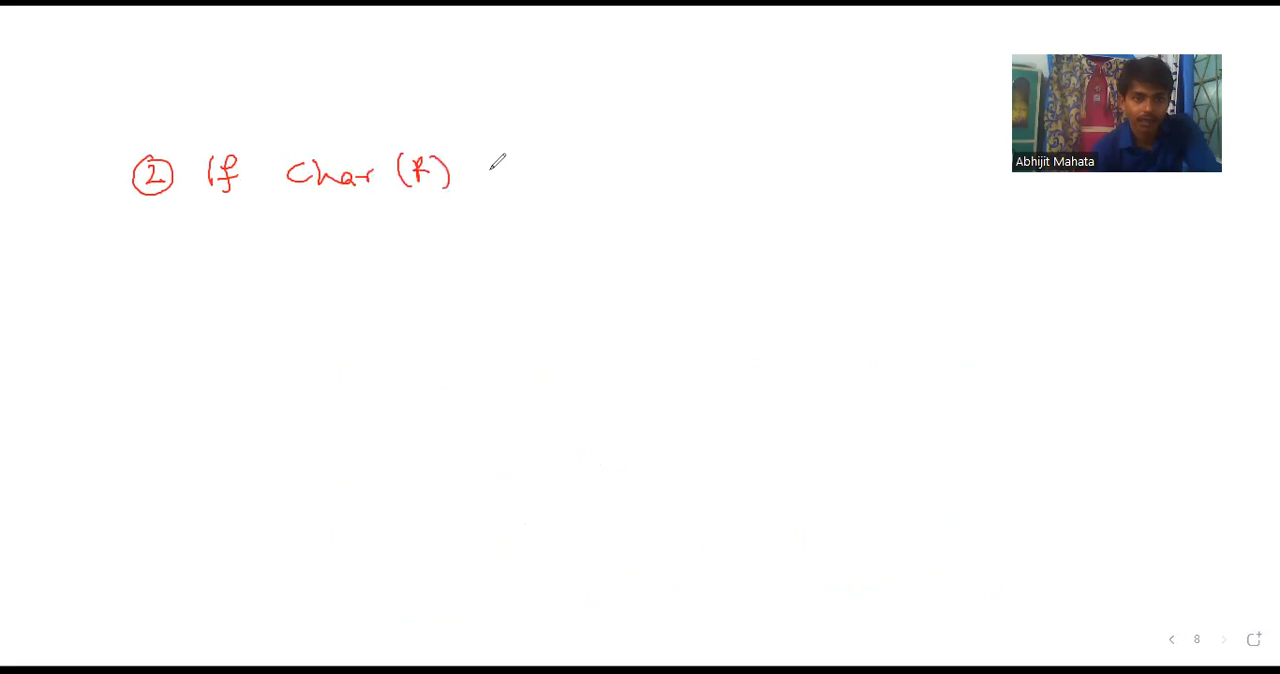 ② If Char (R)
Abhijit Mahata
8